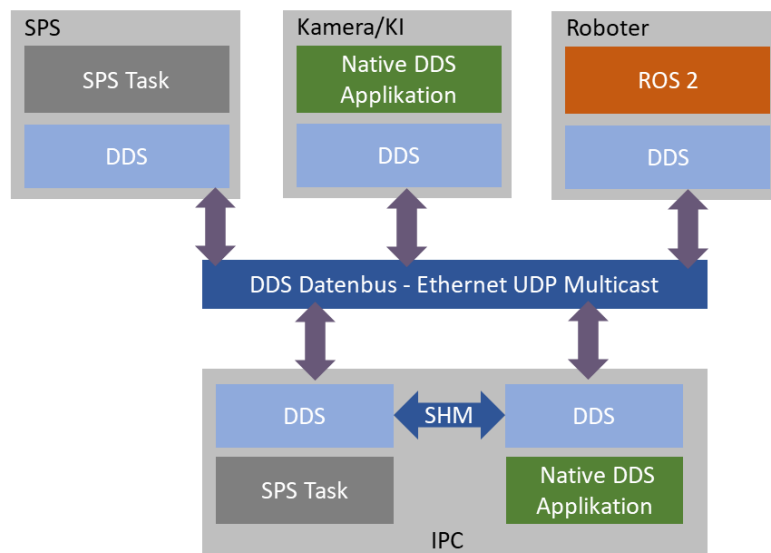 SPS
Kamera/KI
Roboter
SPS Task
Native DDS
Applikation
ROS 2
DDS
DDS
DDS
DDS Datenbus - Ethernet UDP Multicast
DDS
SHM
DDS
SPS Task
Native DDS
Applikation
IPC